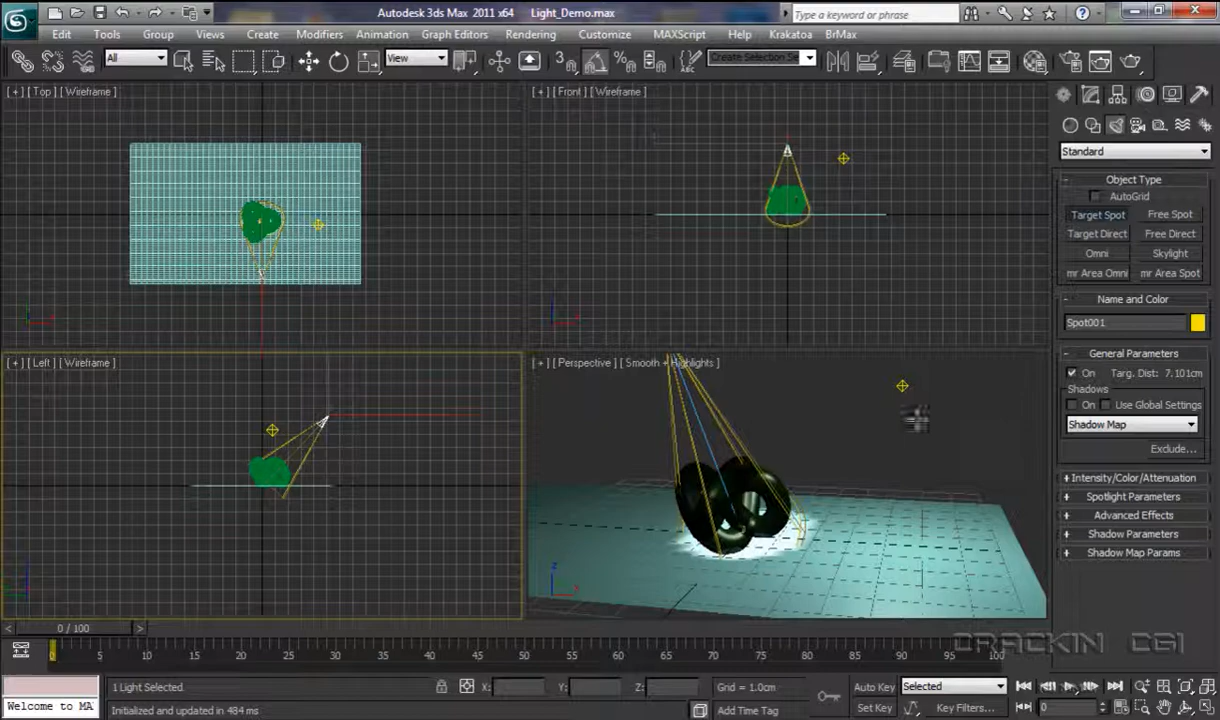 Autodesk 3ds Max 2011 x64 Light_Demo.max
Type a keyword or phrase
Edit Tools Group Views Create Modifiers Animation Graph Editors Rendering Customize MAXScript Help Krakatoa BrMax
All View 3 Create Selection Se
[ + ] [ Top ] [ Wireframe ]
[ + ] [ Front ] [ Wireframe ]
Standard
- Object Type
AutoGrid
Target Spot Free Spot
Target Direct Free Direct
Omni Skylight
mr Area Omni mr Area Spot
- Name and Color
Spot001
[ + ] [ Left ] [ Wireframe ]
[ + ] [ Perspective ] [ Smooth + Highlights ]
- General Parameters
On Targ. Dist: 7.101cm
Shadows
On Use Global Settings
Shadow Map
Exclude...
+ Intensity/Color/Attenuation
+ Spotlight Parameters
+ Advanced Effects
+ Shadow Parameters
+ Shadow Map Params
z
< 0 / 100 >
CRACKIN CGI
0 5 10 15 20 25 30 35 40 45 50 55 60 65 70 75 80 85 90 95 100
1 Light Selected X: Y: Z: Grid = 1.0cm Auto Key Selected
Welcome to MA Initialized and updated in 484 ms Add Time Tag Set Key Key Filters... 0